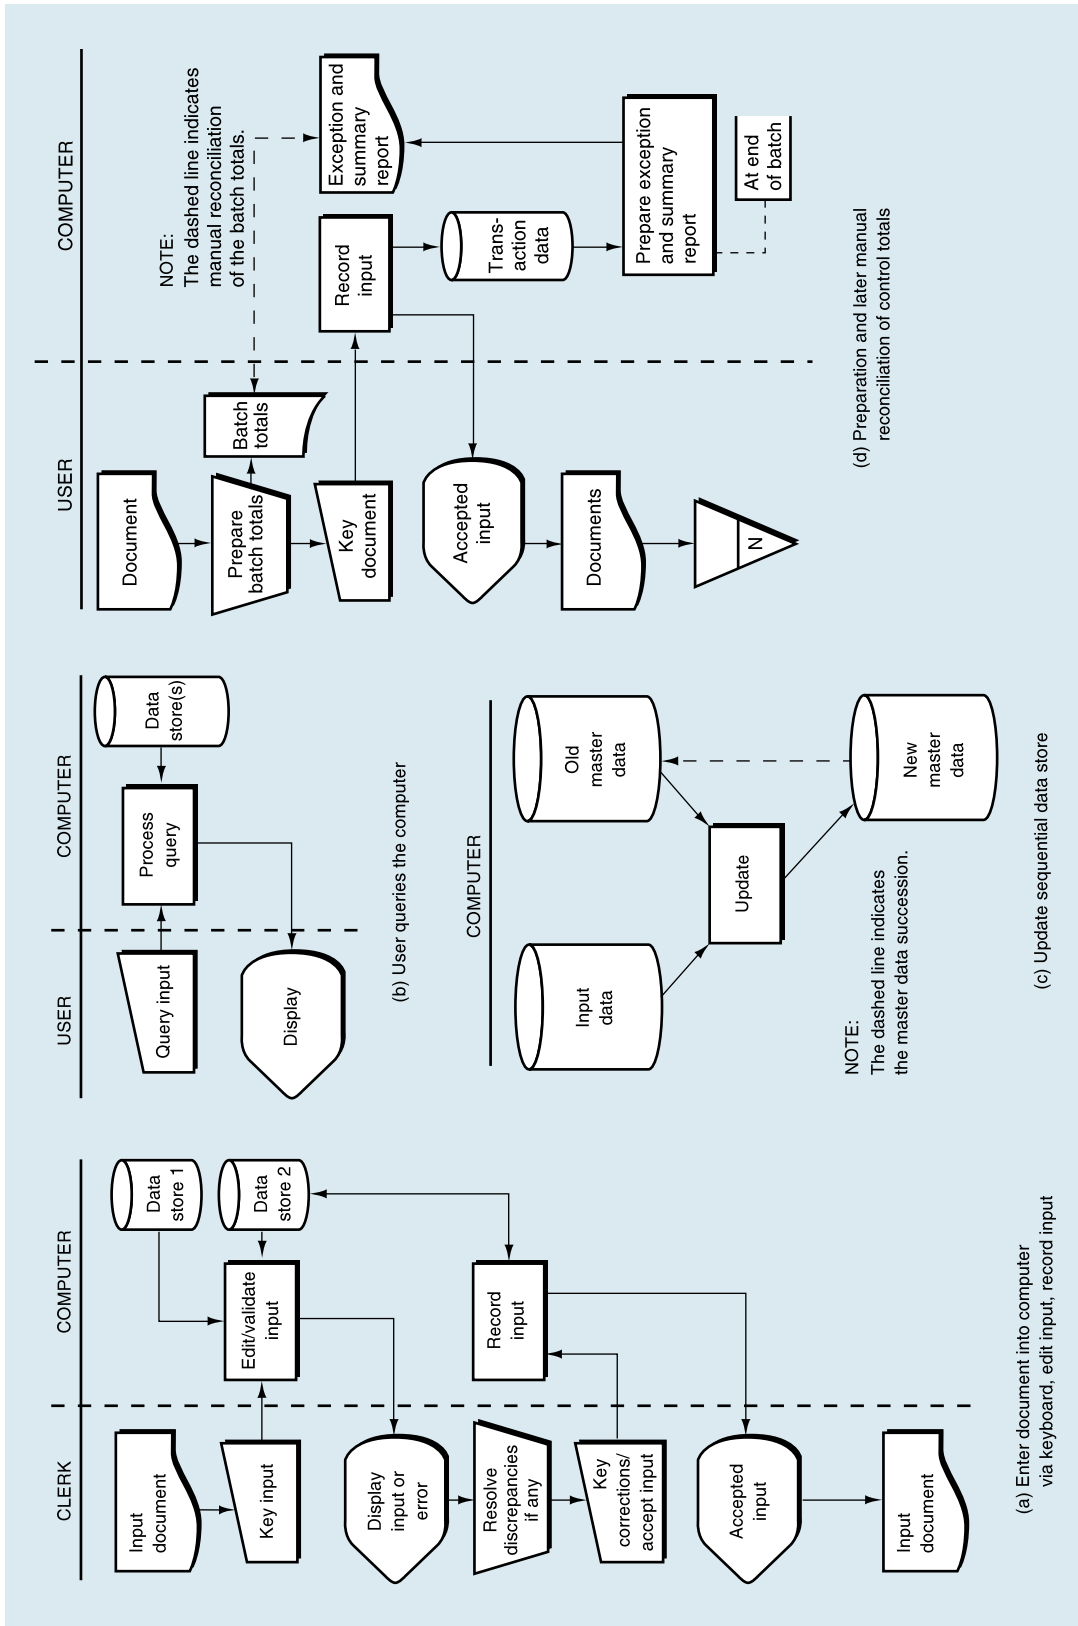 CLERK
COMPUTER
Input
document
Key input
Edit/validate
input
Data
store 1
Data
store 2
Display
input or
error
Resolve
discrepancies
if any
Key
corrections/
accept input
Record
input
Accepted
input
Input
document
(a) Enter document into computer
via keyboard, edit input, record input
USER
COMPUTER
Query input
Process
query
Data
store(s)
Display
(b) User queries the computer
COMPUTER
Input
data
Old
master
data
Update
New
master
data
NOTE:
The dashed line indicates
the master data succession.
(c) Update sequential data store
USER
COMPUTER
Document
Prepare
batch totals
Batch
totals
NOTE:
The dashed line indicates
manual reconciliation
of the batch totals.
Key
document
Record
input
Exception and
summary
report
Accepted
input
Trans-
action
data
Documents
Prepare exception
and summary
report
At end
of batch
N
(d) Preparation and later manual
reconciliation of control totals